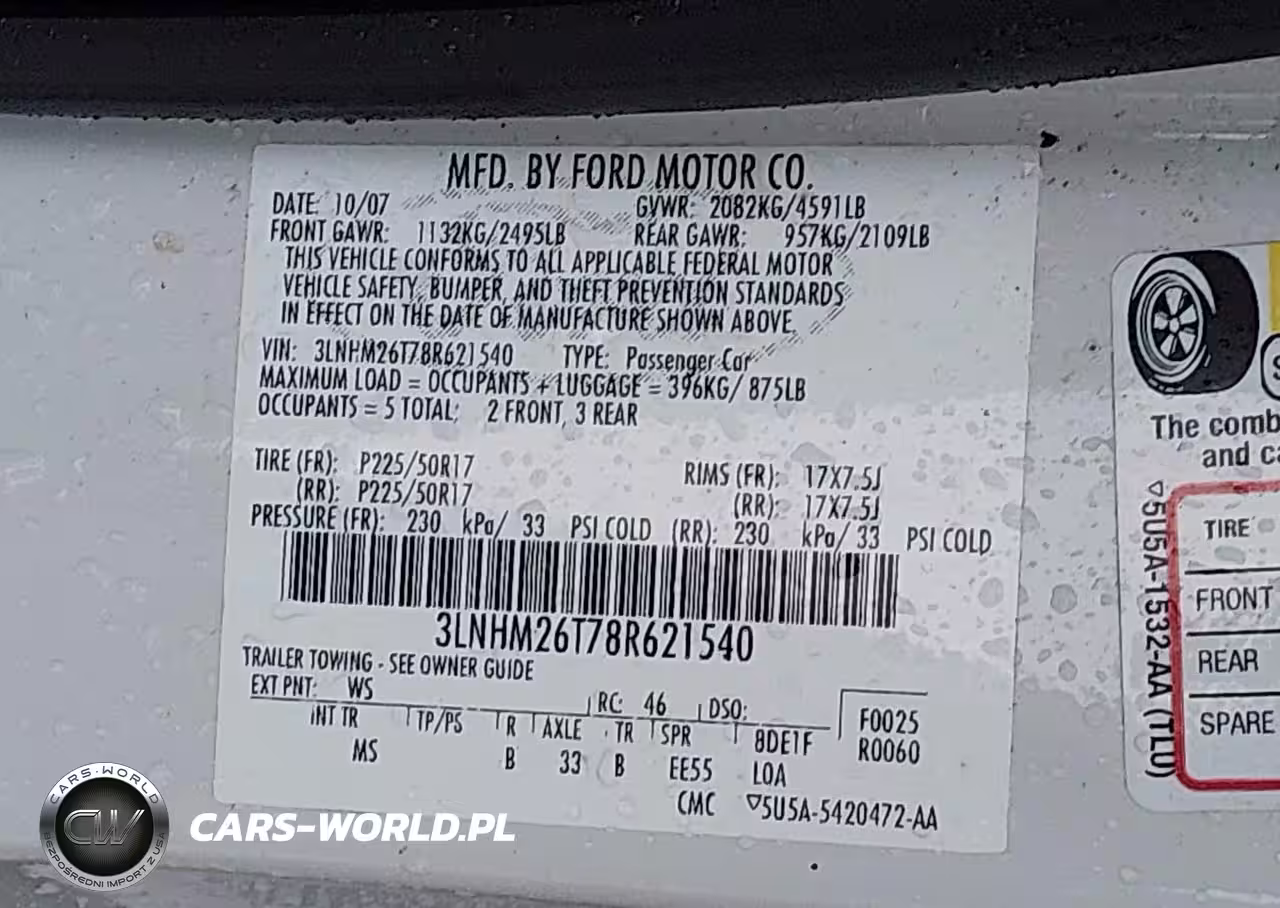 MFD. BY FORD MOTOR CO.
DATE: 10/07 GVWR: 2082KG/4591LB
FRONT GAWR: 1132KG/2495LB REAR GAWR: 957KG/2109LB
THIS VEHICLE CONFORMS TO ALL APPLICABLE FEDERAL MOTOR
VEHICLE SAFETY, BUMPER, AND THEFT PREVENTION STANDARDS
IN EFFECT ON THE DATE OF MANUFACTURE SHOWN ABOVE.
VIN: 3LNHM26T78R621540 TYPE: Passenger Car
MAXIMUM LOAD = OCCUPANTS + LUGGAGE = 396KG/ 875LB
OCCUPANTS = 5 TOTAL: 2 FRONT, 3 REAR
TIRE (FR): P225/50R17 RIMS (FR): 17X7.5J
(RR): P225/50R17 (RR): 17X7.5J
PRESSURE (FR): 230 kPa/ 33 PSI COLD (RR): 230 kPa/ 33 PSI COLD
3LNHM26T78R621540
TRAILER TOWING - SEE OWNER GUIDE
EXT PNT: WS RC: 46 DSO:
INT TR TP/PS R AXLE TR SPR 8DE1F F0025
MS B 33 B EE55 LOA R0060
CMC ▽5U5A-5420472-AA
The comb
and ca
TIRE
FRONT
REAR
SPARE
▽5U5A-1532-AA (TLU)
CARS-WORLD
CW
BEZPOŚREDNI IMPORT Z USA
CARS-WORLD.PL